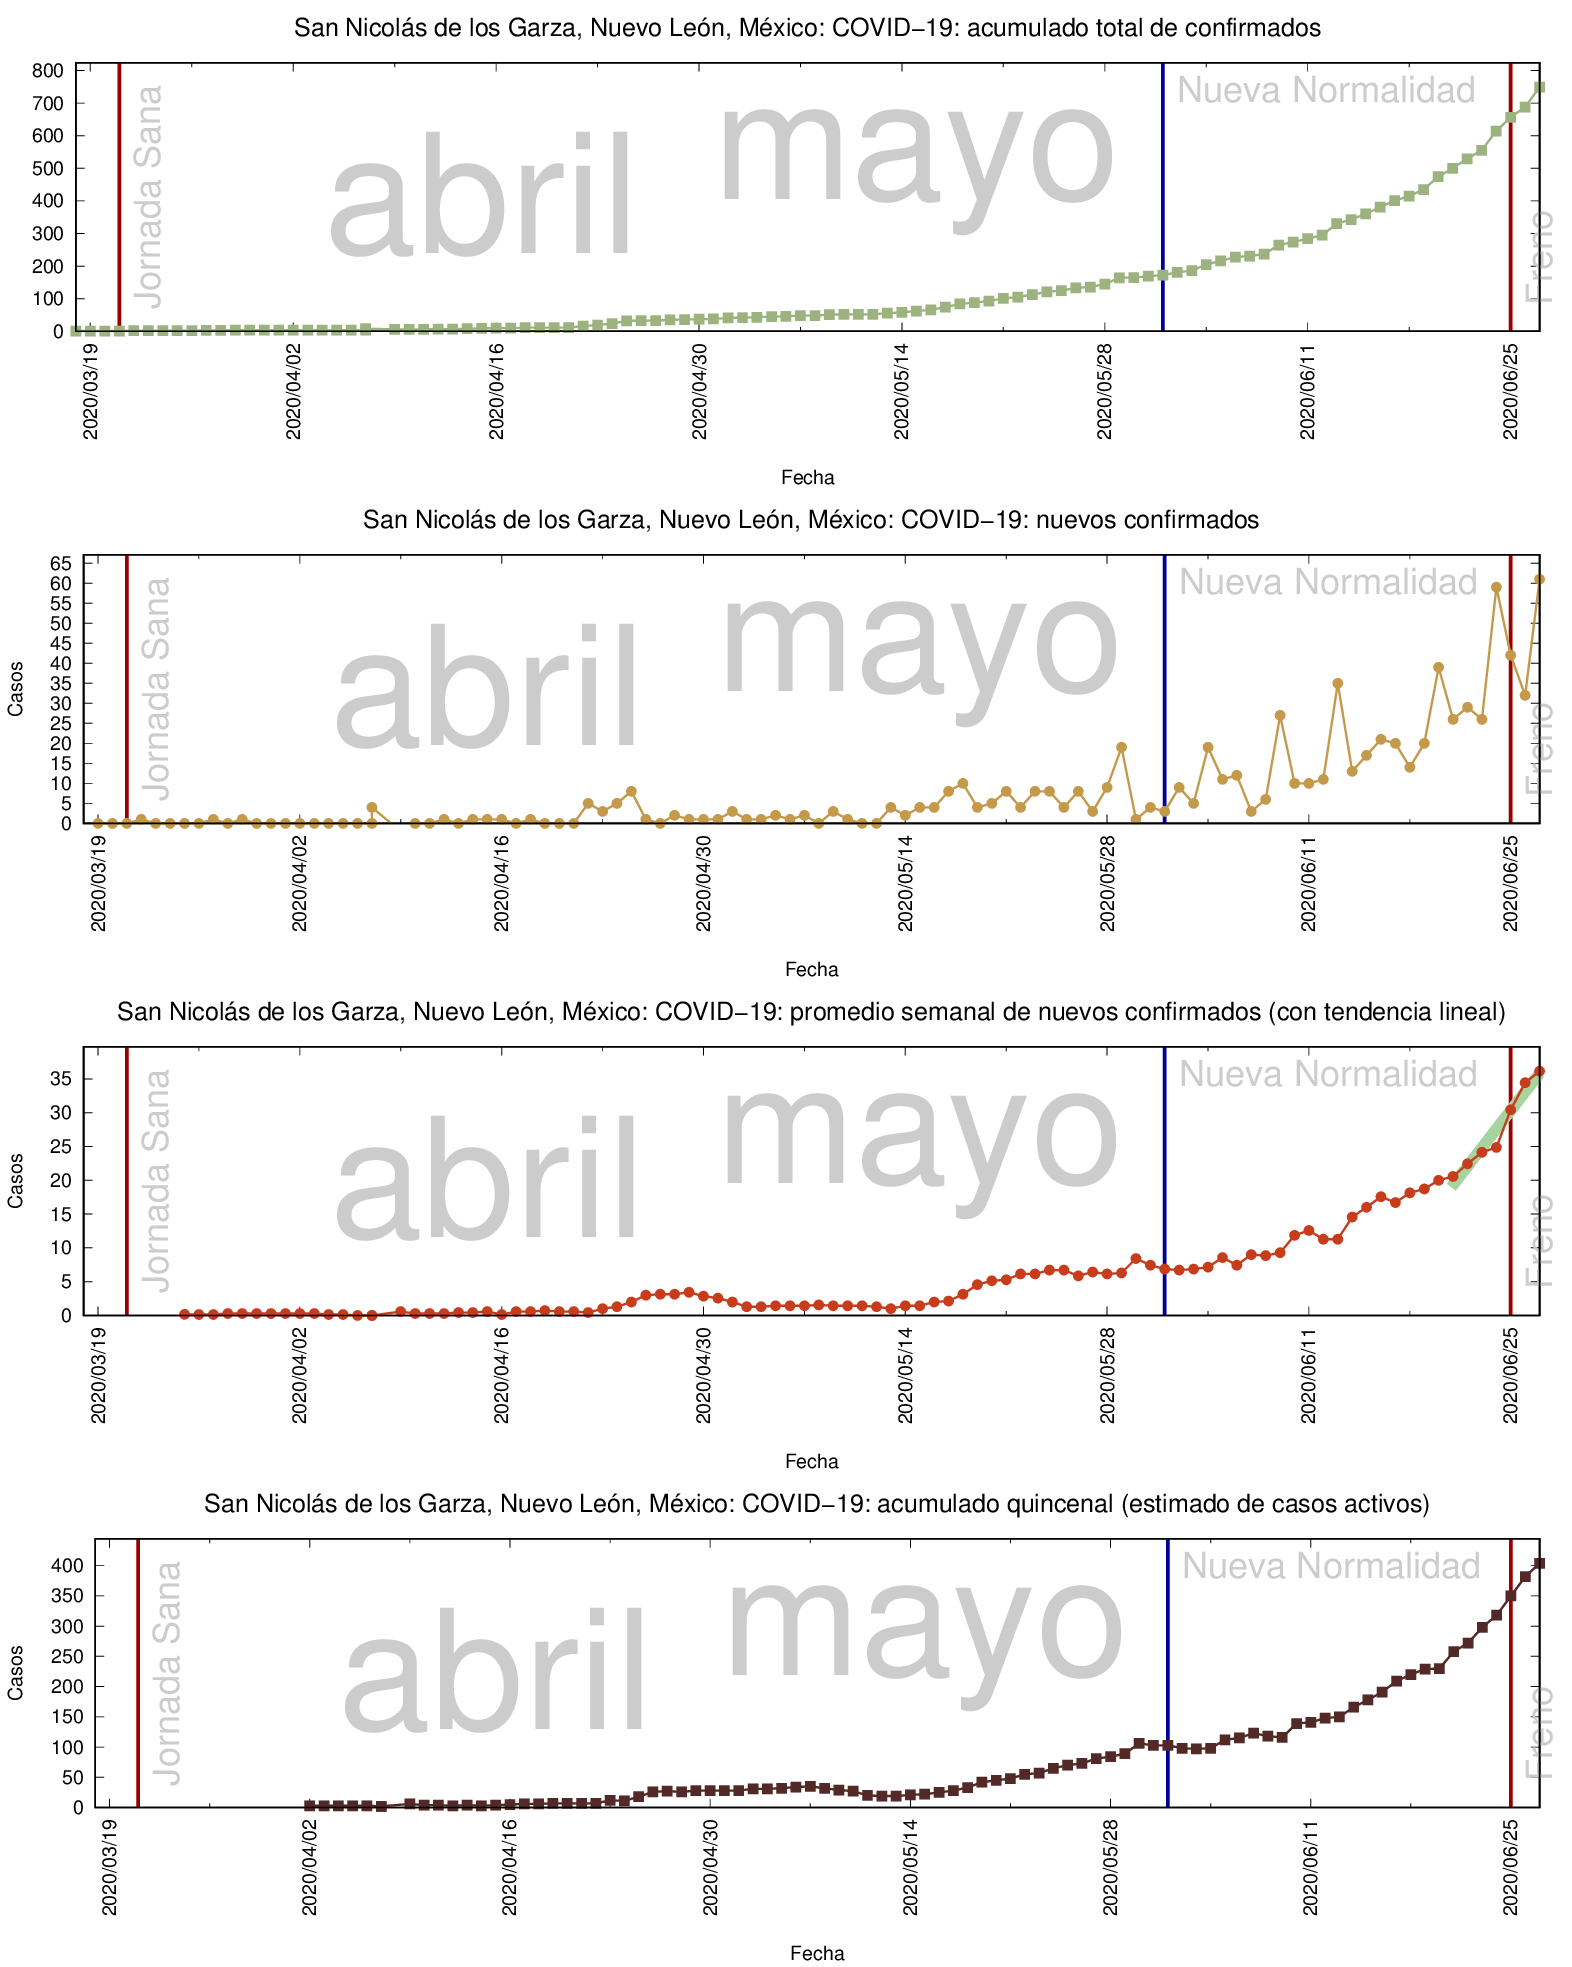 San Nicolás de los Garza, Nuevo León, México: COVID−19: acumulado total de confirmados
800
700
600
500
400
300
200
100
0
Jornada Sana
abril
mayo
Nueva Normalidad
Freno
2020/03/19
2020/04/02
2020/04/16
2020/04/30
2020/05/14
2020/05/28
2020/06/11
2020/06/25
Fecha
San Nicolás de los Garza, Nuevo León, México: COVID−19: nuevos confirmados
Casos
65
60
55
50
45
40
35
30
25
20
15
10
5
0
Jornada Sana
abril
mayo
Nueva Normalidad
Freno
2020/03/19
2020/04/02
2020/04/16
2020/04/30
2020/05/14
2020/05/28
2020/06/11
2020/06/25
Fecha
San Nicolás de los Garza, Nuevo León, México: COVID−19: promedio semanal de nuevos confirmados (con tendencia lineal)
Casos
35
30
25
20
15
10
5
0
Jornada Sana
abril
mayo
Nueva Normalidad
Freno
2020/03/19
2020/04/02
2020/04/16
2020/04/30
2020/05/14
2020/05/28
2020/06/11
2020/06/25
Fecha
San Nicolás de los Garza, Nuevo León, México: COVID−19: acumulado quincenal (estimado de casos activos)
Casos
400
350
300
250
200
150
100
50
0
Jornada Sana
abril
mayo
Nueva Normalidad
Freno
2020/03/19
2020/04/02
2020/04/16
2020/04/30
2020/05/14
2020/05/28
2020/06/11
2020/06/25
Fecha